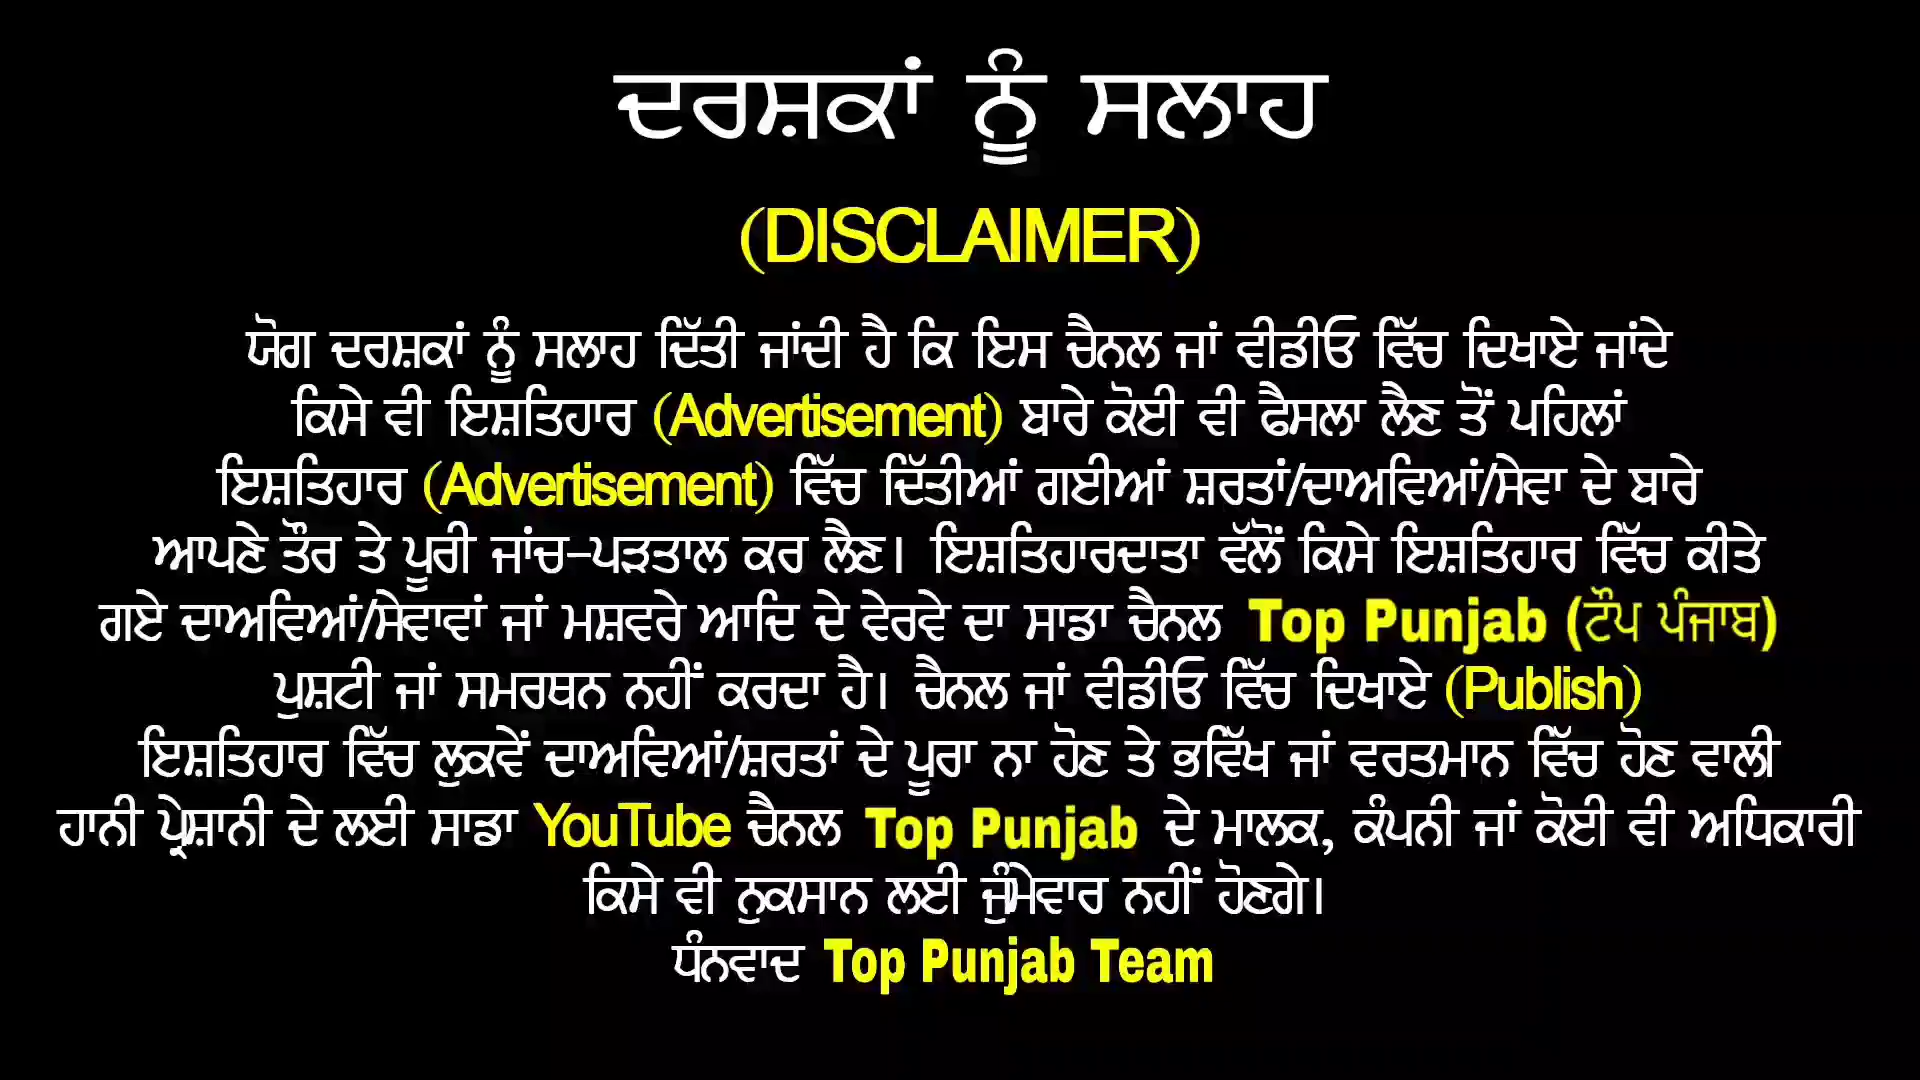 ਦਰਸ਼ਕਾਂ ਨੂੰ ਸਲਾਹ
(DISCLAIMER)
ਯੋਗ ਦਰਸ਼ਕਾਂ ਨੂੰ ਸਲਾਹ ਦਿੱਤੀ ਜਾਂਦੀ ਹੈ ਕਿ ਇਸ ਚੈਨਲ ਜਾਂ ਵੀਡੀਓ ਵਿੱਚ ਦਿਖਾਏ ਜਾਂਦੇ
ਕਿਸੇ ਵੀ ਇਸ਼ਤਿਹਾਰ (Advertisement) ਬਾਰੇ ਕੋਈ ਵੀ ਫੈਸਲਾ ਲੈਣ ਤੋਂ ਪਹਿਲਾਂ
ਇਸ਼ਤਿਹਾਰ (Advertisement) ਵਿੱਚ ਦਿੱਤੀਆਂ ਗਈਆਂ ਸ਼ਰਤਾਂ/ਦਾਅਵਿਆਂ/ਸੇਵਾ ਦੇ ਬਾਰੇ
ਆਪਣੇ ਤੌਰ ਤੇ ਪੂਰੀ ਜਾਂਚ-ਪੜਤਾਲ ਕਰ ਲੈਣ। ਇਸ਼ਤਿਹਾਰਦਾਤਾ ਵੱਲੋਂ ਕਿਸੇ ਇਸ਼ਤਿਹਾਰ ਵਿੱਚ ਕੀਤੇ
ਗਏ ਦਾਅਵਿਆਂ/ਸੇਵਾਵਾਂ ਜਾਂ ਮਸ਼ਵਰੇ ਆਦਿ ਦੇ ਵੇਰਵੇ ਦਾ ਸਾਡਾ ਚੈਨਲ Top Punjab (ਟੌਪ ਪੰਜਾਬ)
ਪੁਸ਼ਟੀ ਜਾਂ ਸਮਰਥਨ ਨਹੀਂ ਕਰਦਾ ਹੈ। ਚੈਨਲ ਜਾਂ ਵੀਡੀਓ ਵਿੱਚ ਦਿਖਾਏ (Publish)
ਇਸ਼ਤਿਹਾਰ ਵਿੱਚ ਲੁਕਵੇਂ ਦਾਅਵਿਆਂ/ਸ਼ਰਤਾਂ ਦੇ ਪੂਰਾ ਨਾ ਹੋਣ ਤੇ ਭਵਿੱਖ ਜਾਂ ਵਰਤਮਾਨ ਵਿੱਚ ਹੋਣ ਵਾਲੀ
ਹਾਨੀ ਪ੍ਰੇਸ਼ਾਨੀ ਦੇ ਲਈ ਸਾਡਾ YouTube ਚੈਨਲ Top Punjab ਦੇ ਮਾਲਕ, ਕੰਪਨੀ ਜਾਂ ਕੋਈ ਵੀ ਅਧਿਕਾਰੀ
ਕਿਸੇ ਵੀ ਨੁਕਸਾਨ ਲਈ ਜੁੰਮੇਵਾਰ ਨਹੀਂ ਹੋਣਗੇ।
ਧੰਨਵਾਦ Top Punjab Team